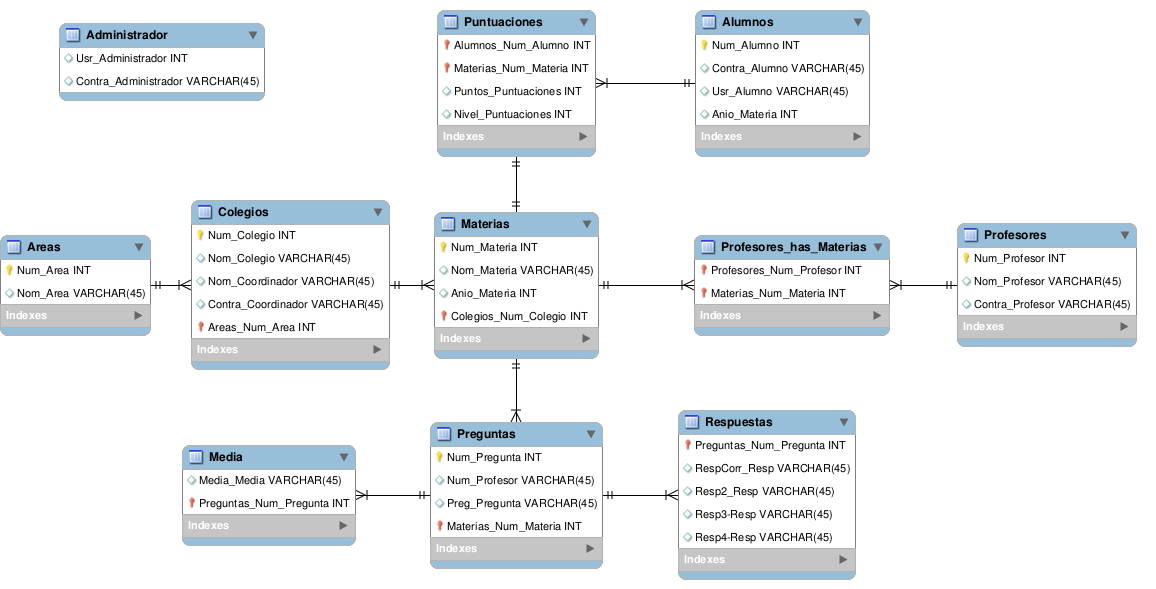 Administrador
Usr_Administrador INT
Contra_Administrador VARCHAR(45)
Puntuaciones
Alumnos_Num_Alumno INT
Materias_Num_Materia INT
Puntos_Puntuaciones INT
Nivel_Puntuaciones INT
Indexes
Alumnos
Num_Alumno INT
Contra_Alumno VARCHAR(45)
Usr_Alumno VARCHAR(45)
Anio_Materia INT
Indexes
Areas
Num_Area INT
Nom_Area VARCHAR(45)
Indexes
Colegios
Num_Colegio INT
Nom_Colegio VARCHAR(45)
Nom_Coordinador VARCHAR(45)
Contra_Coordinador VARCHAR(45)
Areas_Num_Area INT
Indexes
Materias
Num_Materia INT
Nom_Materia VARCHAR(45)
Anio_Materia INT
Colegios_Num_Colegio INT
Indexes
Profesores_has_Materias
Profesores_Num_Profesor INT
Materias_Num_Materia INT
Indexes
Profesores
Num_Profesor INT
Nom_Profesor VARCHAR(45)
Contra_Profesor VARCHAR(45)
Indexes
Media
Media_Media VARCHAR(45)
Preguntas_Num_Pregunta INT
Indexes
Preguntas
Num_Pregunta INT
Num_Profesor VARCHAR(45)
Preg_Pregunta VARCHAR(45)
Materias_Num_Materia INT
Indexes
Respuestas
Preguntas_Num_Pregunta INT
RespCorr_Resp VARCHAR(45)
Resp2_Resp VARCHAR(45)
Resp3-Resp VARCHAR(45)
Resp4-Resp VARCHAR(45)
Indexes